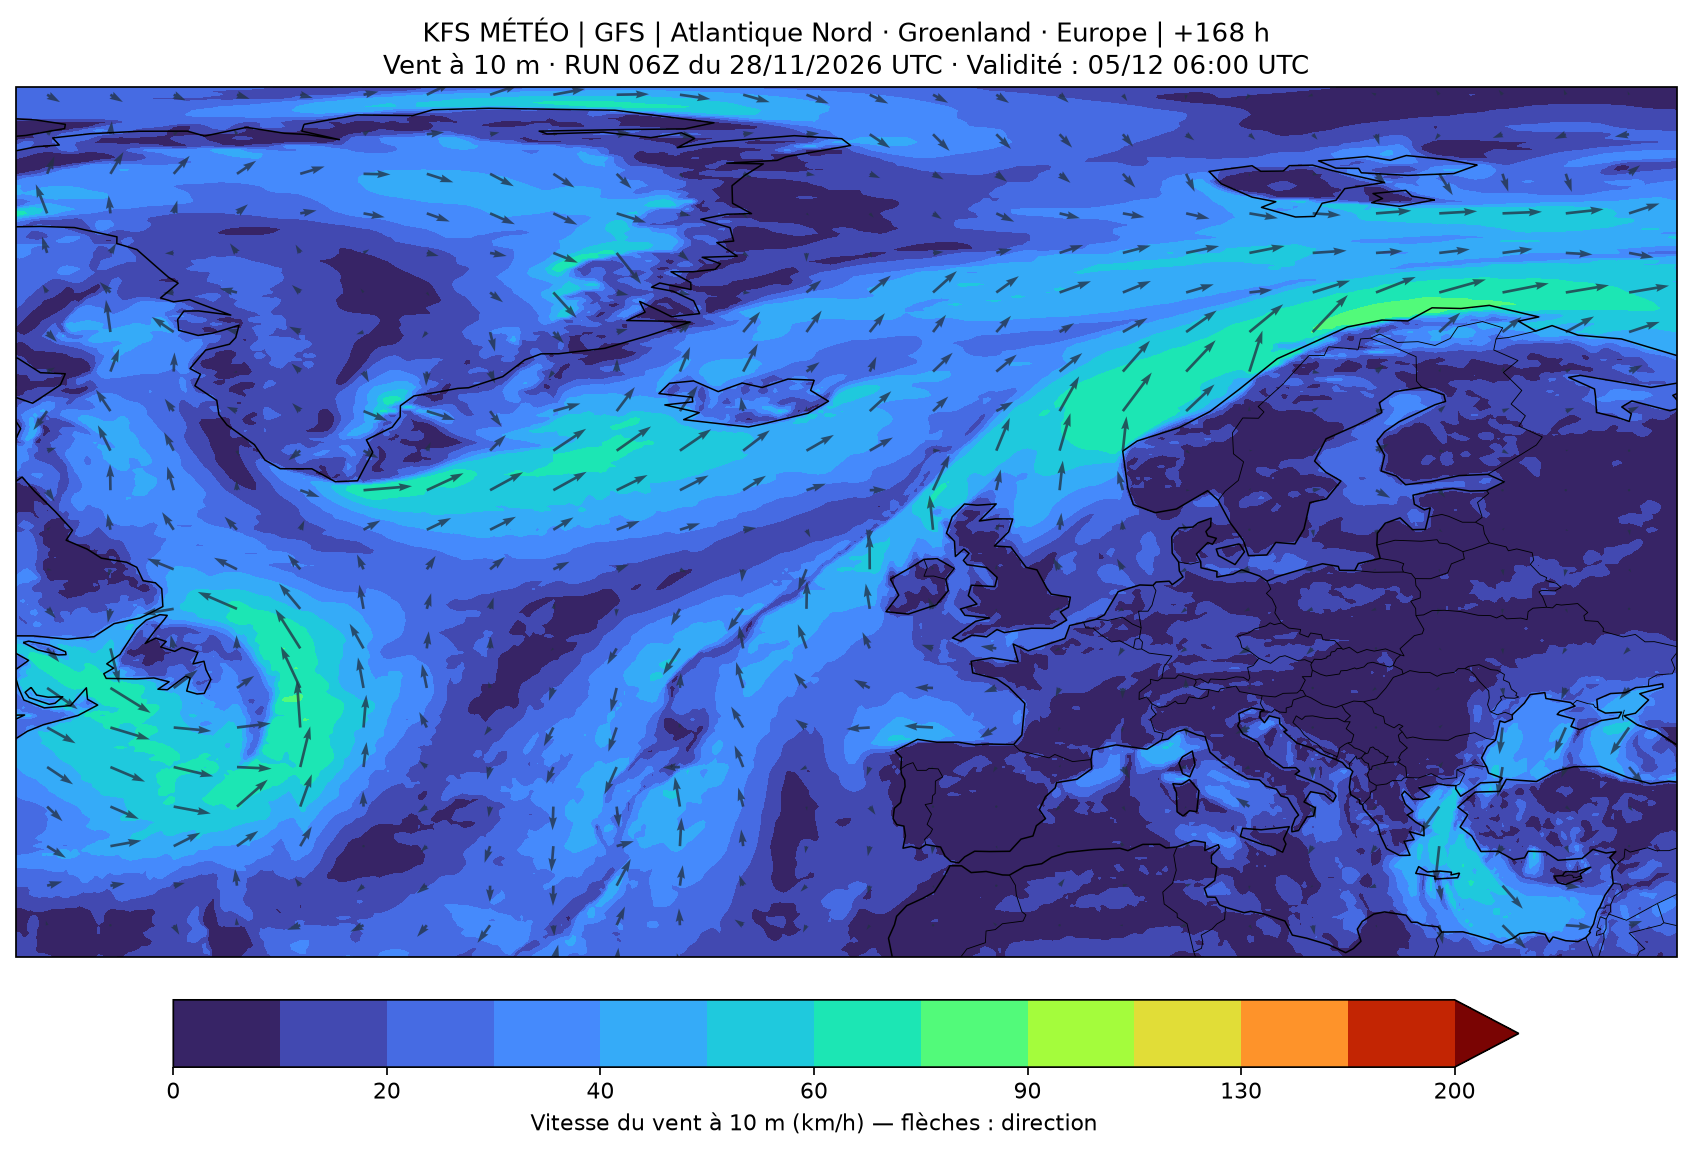 KFS MÉTÉO | GFS | Atlantique Nord · Groenland · Europe | +168 h
Vent à 10 m · RUN 06Z du 28/11/2026 UTC · Validité : 05/12 06:00 UTC
0 20 40 60 90 130 200
Vitesse du vent à 10 m (km/h) — flèches : direction